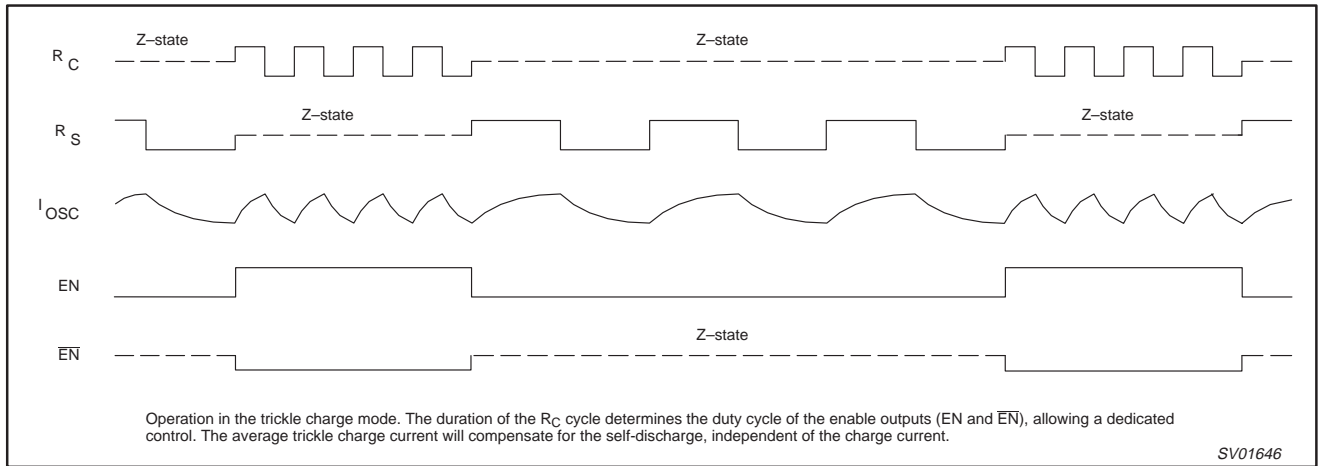 Z–state Z–state
R C
Z–state Z–state
R S
I OSC
EN
Z–state
E̅N̅
Operation in the trickle charge mode. The duration of the RC cycle determines the duty cycle of the enable outputs (EN and E̅N̅), allowing a dedicated
control. The average trickle charge current will compensate for the self-discharge, independent of the charge current.
SV01646